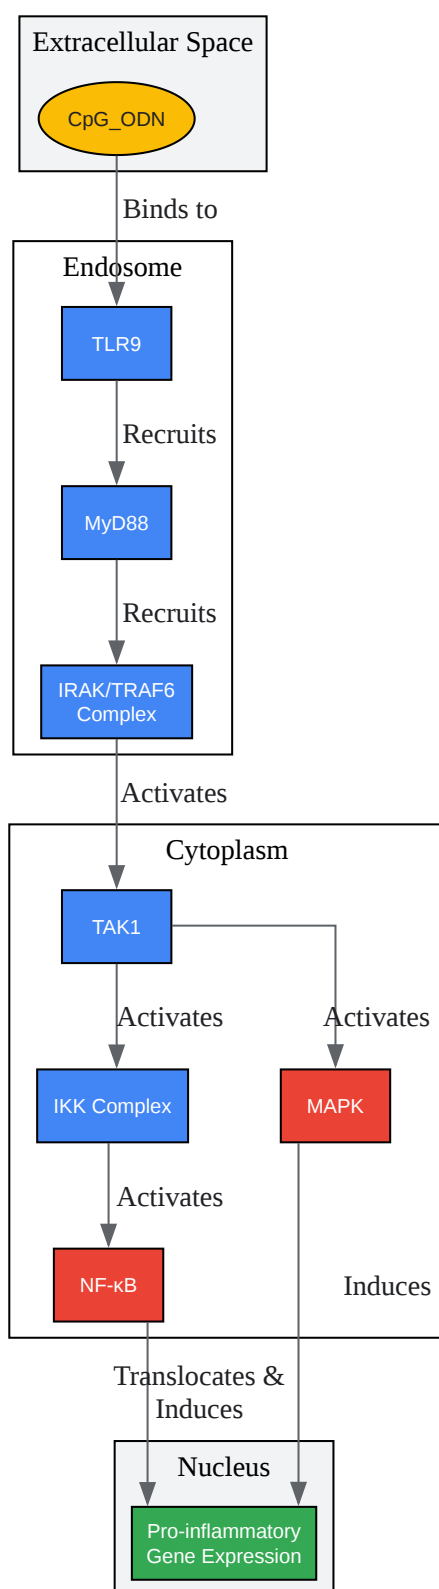 Extracellular Space
CpG_ODN
Binds to
Endosome
TLR9
Recruits
MyD88
Recruits
IRAK/TRAF6
Complex
Activates
Cytoplasm
TAK1
Activates
Activates
IKK Complex
MAPK
Activates
NF-κB
Induces
Translocates &
Induces
Nucleus
Pro-inflammatory
Gene Expression